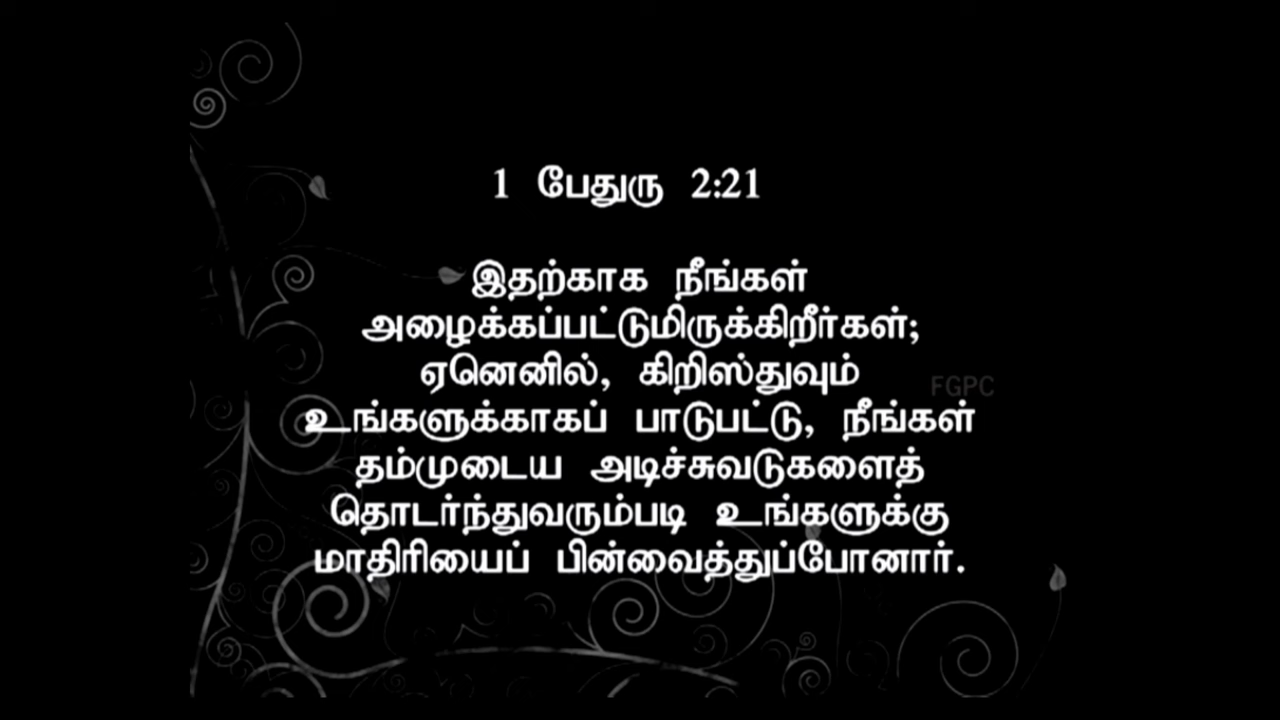 1 பேதுரு 2:21
இதற்காக நீங்கள்
அழைக்கப்பட்டுமிருக்கிறீர்கள்;
ஏனெனில், கிறிஸ்துவும்
FGPC
உங்களுக்காகப் பாடுபட்டு, நீங்கள்
தம்முடைய அடிச்சுவடுகளைத்
தொடர்ந்துவரும்படி உங்களுக்கு
மாதிரியைப் பின்வைத்துப்போனார்.